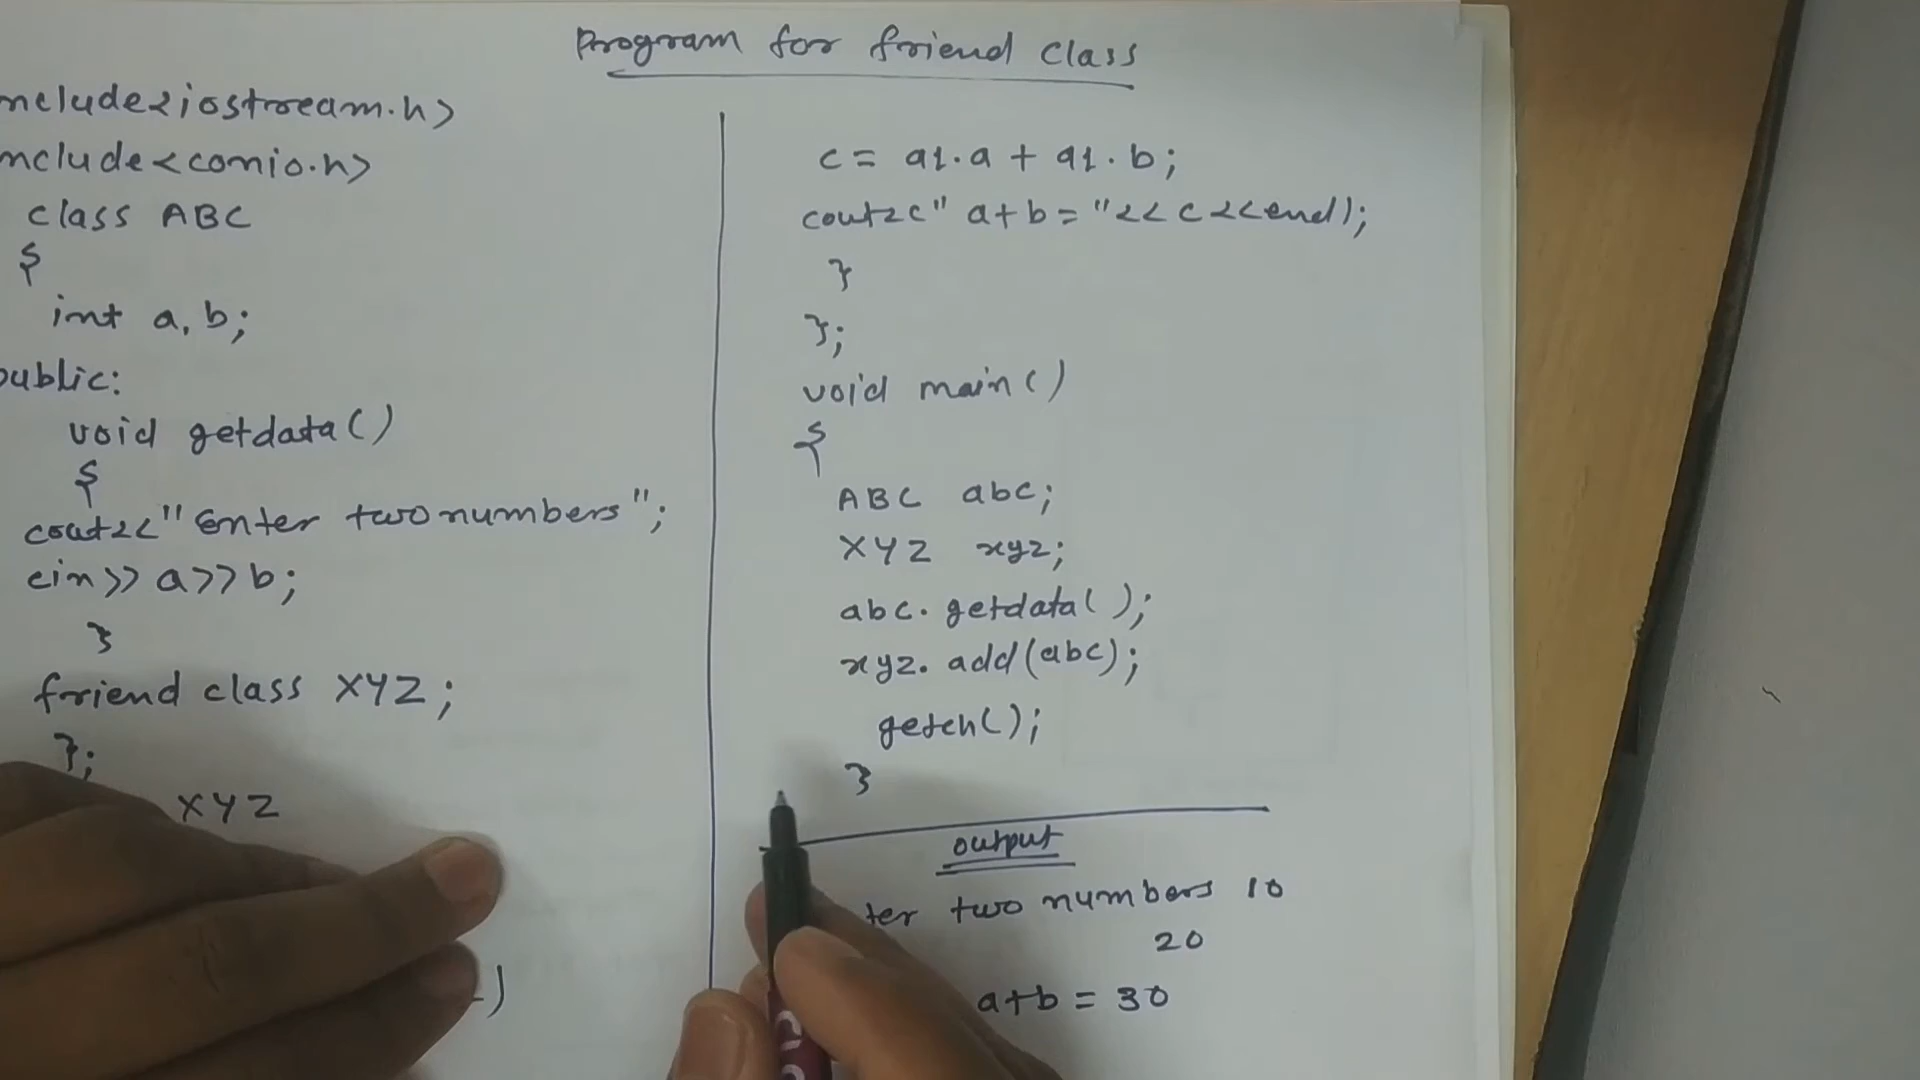 Program for friend class
nclude<iostream.h>
nclude<conio.h>
class ABC
{
int a, b;
public:
void getdata()
{
cout<<"Enter two numbers";
cin>>a>>b;
}
friend class XYZ;
};
XYZ
)
c = a1.a + a1.b;
cout<<" a+b = "<<c<<endl;
}
};
void main()
{
ABC abc;
XYZ xyz;
abc.getdata( );
xyz.add(abc);
getch();
}
output
ter two numbers 10
20
a+b = 30